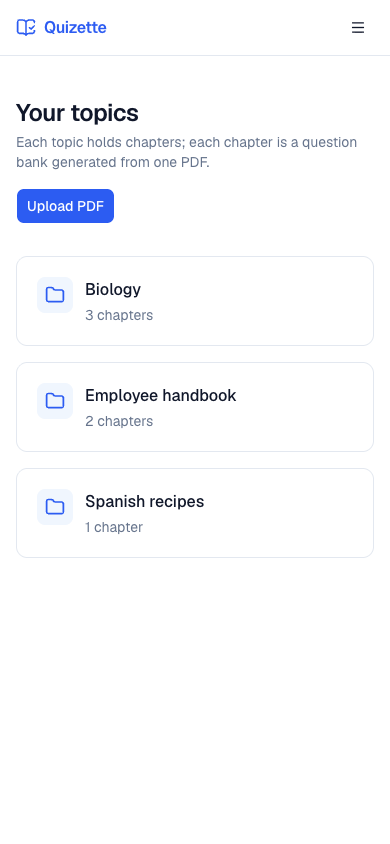 Quizette
Your topics
Each topic holds chapters; each chapter is a question
bank generated from one PDF.
Upload PDF
Biology
3 chapters
Employee handbook
2 chapters
Spanish recipes
1 chapter